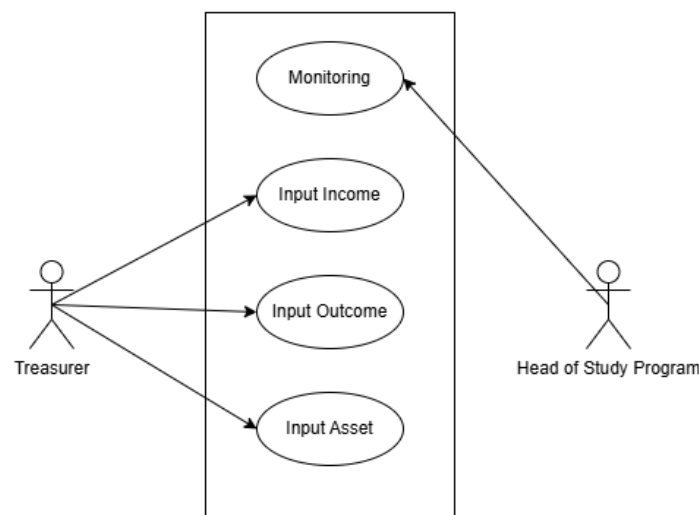 Monitoring
Input Income
Input Outcome
Input Asset
Treasurer
Head of Study Program